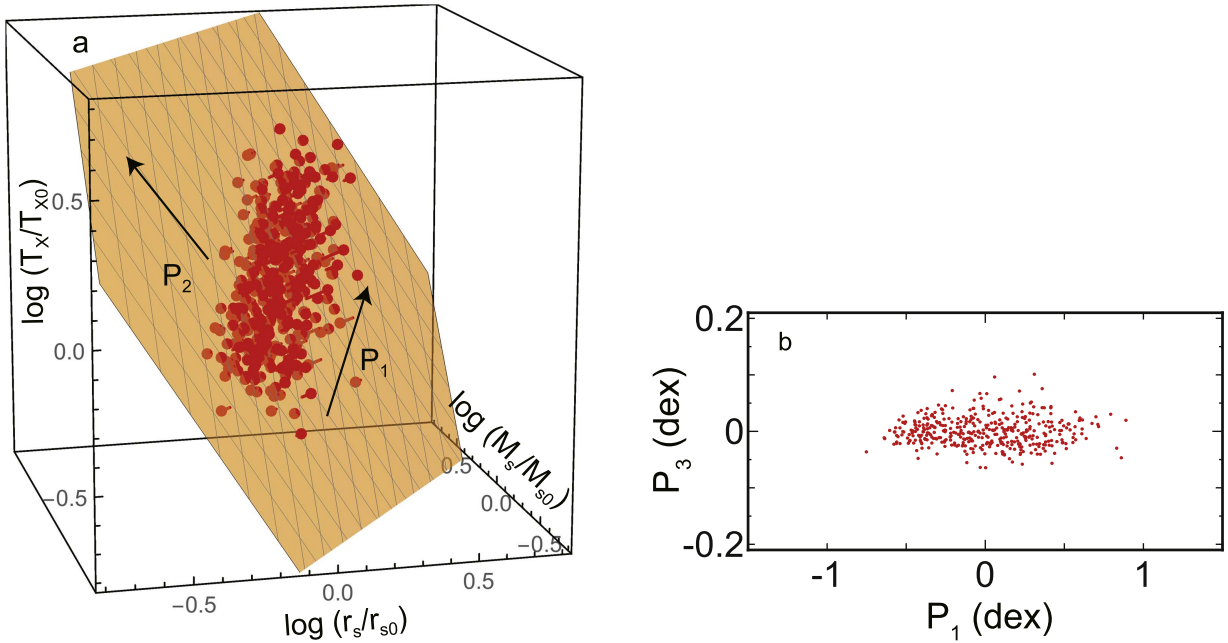 a
log (T_X/T_X0)
0.5
0.0
−0.5
P_2
P_1
log (M_s/M_s0)
0.5
0.0
−0.5
−0.5
0.0
0.5
log (r_s/r_s0)
b
P_3 (dex)
0.2
0
-0.2
-1
0
1
P_1 (dex)